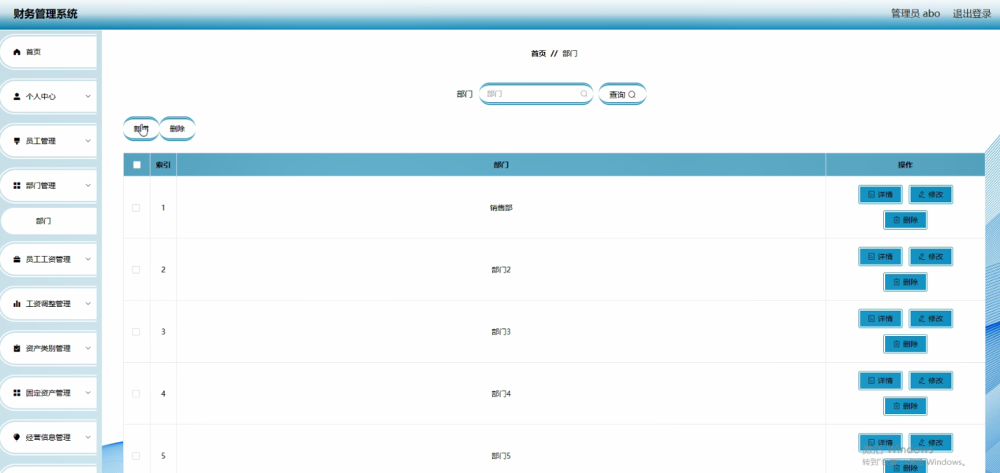 财务管理系统
管理员 abo 退出登录
首页
个人中心
员工管理
部门管理
部门
员工工资管理
工资调整管理
资产类别管理
固定资产管理
经营信息管理
首页 // 部门
部门 部门 查询
删除
索引 部门 操作
1 销售部 详情 修改
删除
2 部门2 详情 修改
删除
3 部门3 详情 修改
删除
4 部门4 详情 修改
删除
5 部门5 详情 修改
删除
Windows
Windows。